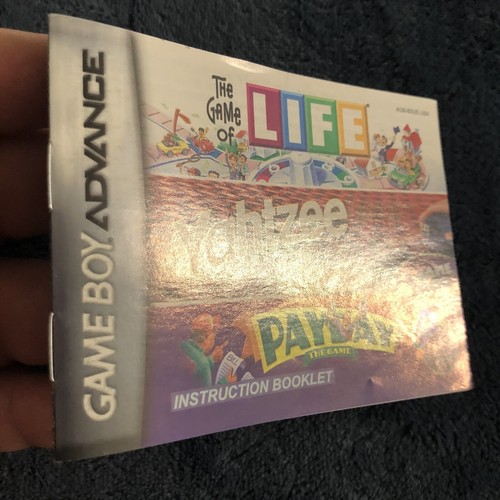 GAME BOY ADVANCE
THE
GAME
OF
LIFE
Yahtzee
PAYDAY
THE GAME
INSTRUCTION BOOKLET